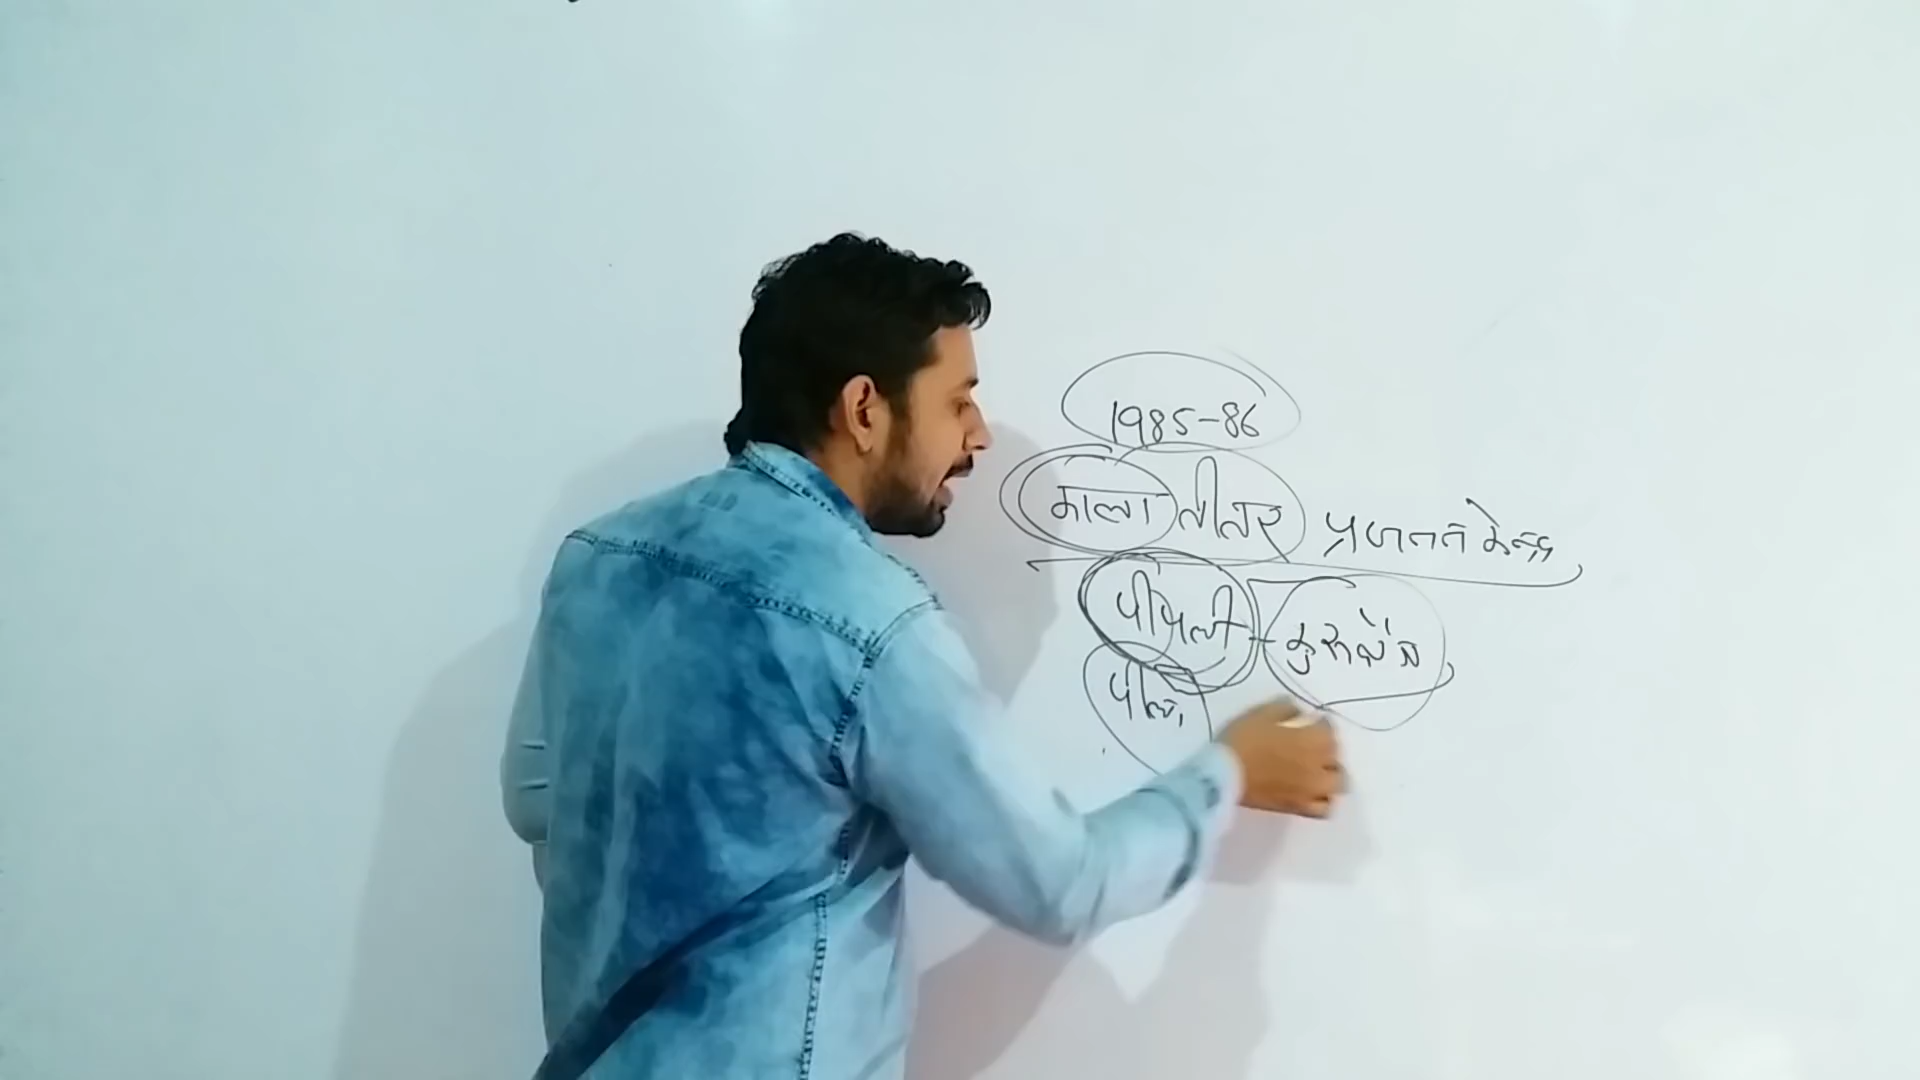 1985-86
काला तीतर प्रजनन केन्द्र
पीपली - कुरूक्षेत्र
पीला